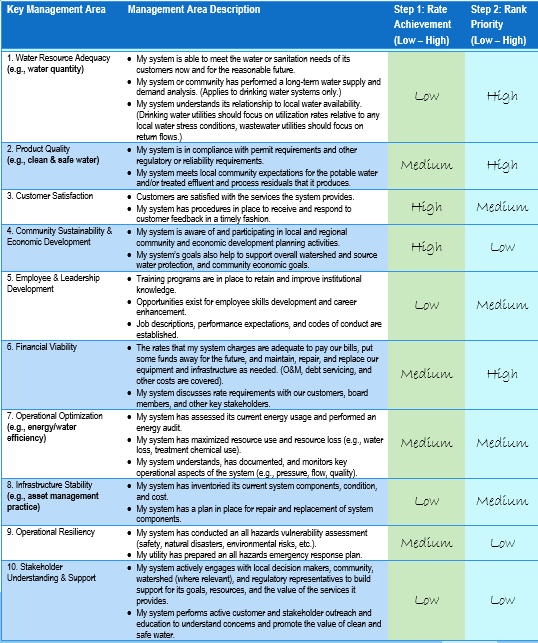 Key Management Area Management Area Description Step 1: Rate Step 2: Rank
Achievement Priority
(Low – High) (Low – High)
1. Water Resource Adequacy
(e.g., water quantity)
• My system is able to meet the water or sanitation needs of its
customers now and for the reasonable future.
• My system or community has performed a long-term water supply and
demand analysis. (Applies to drinking water systems only.)
• My system understands its relationship to local water availability.
(Drinking water utilities should focus on utilization rates relative to any
local water stress conditions, wastewater utilities should focus on
return flows.)
Low
High
2. Product Quality
(e.g., clean & safe water)
• My system is in compliance with permit requirements and other
regulatory or reliability requirements.
• My system meets local community expectations for the potable water
and/or treated effluent and process residuals that it produces.
Medium
High
3. Customer Satisfaction
• Customers are satisfied with the services the system provides.
• My system has procedures in place to receive and respond to
customer feedback in a timely fashion.
High
Medium
4. Community Sustainability &
Economic Development
• My system is aware of and participating in local and regional
community and economic development planning activities.
• My system's goals also help to support overall watershed and source
water protection, and community economic goals.
High
Low
5. Employee & Leadership
Development
• Training programs are in place to retain and improve institutional
knowledge.
• Opportunities exist for employee skills development and career
enhancement.
• Job descriptions, performance expectations, and codes of conduct are
established.
Low
Medium
6. Financial Viability
• The rates that my system charges are adequate to pay our bills, put
some funds away for the future, and maintain, repair, and replace our
equipment and infrastructure as needed. (O&M, debt servicing, and
other costs are covered).
• My system discusses rate requirements with our customers, board
members, and other key stakeholders.
Medium
High
7. Operational Optimization
(e.g., energy/water
efficiency)
• My system has assessed its current energy usage and performed an
energy audit.
• My system has maximized resource use and resource loss (e.g., water
loss, treatment chemical use).
• My system understands, has documented, and monitors key
operational aspects of the system (e.g., pressure, flow, quality).
Medium
Medium
8. Infrastructure Stability
(e.g., asset management
practice)
• My system has inventoried its current system components, condition,
and cost.
• My system has a plan in place for repair and replacement of system
components.
Low
Medium
9. Operational Resiliency
• My system has conducted an all hazards vulnerability assessment
(safety, natural disasters, environmental risks, etc.).
• My utility has prepared an all hazards emergency response plan.
Medium
Low
10. Stakeholder
Understanding & Support
• My system actively engages with local decision makers, community,
watershed (where relevant), and regulatory representatives to build
support for its goals, resources, and the value of the services it
provides.
• My system performs active customer and stakeholder outreach and
education to understand concerns and promote the value of clean and
safe water.
Low
Low